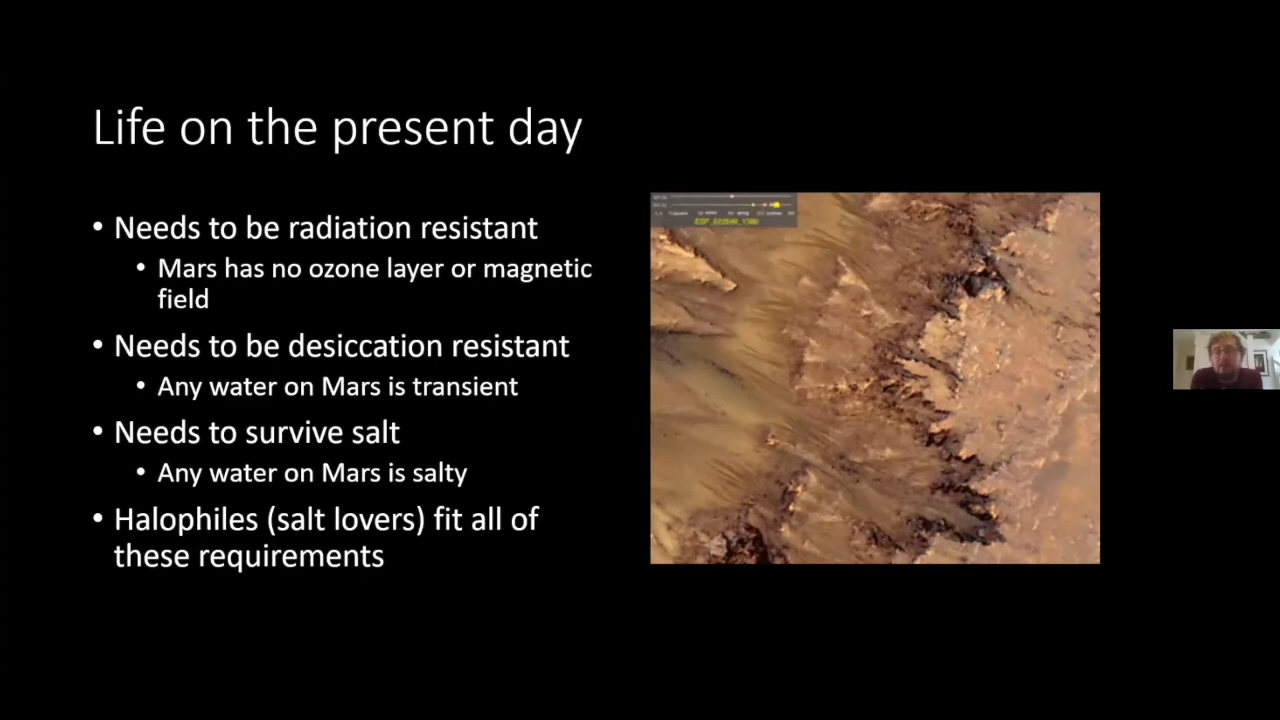 Life on the present day
• Needs to be radiation resistant
• Mars has no ozone layer or magnetic
field
• Needs to be desiccation resistant
• Any water on Mars is transient
• Needs to survive salt
• Any water on Mars is salty
• Halophiles (salt lovers) fit all of
these requirements